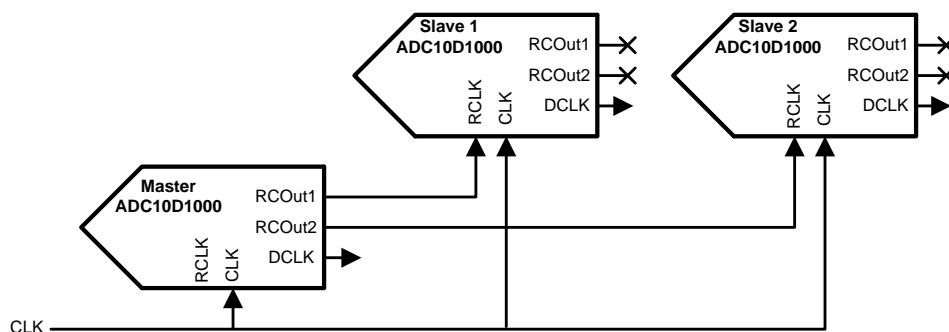 Slave 1
ADC10D1000
RCOut1
RCOut2
DCLK
RCLK
CLK
Slave 2
ADC10D1000
RCOut1
RCOut2
DCLK
RCLK
CLK
Master
ADC10D1000
RCOut1
RCOut2
DCLK
RCLK
CLK
CLK